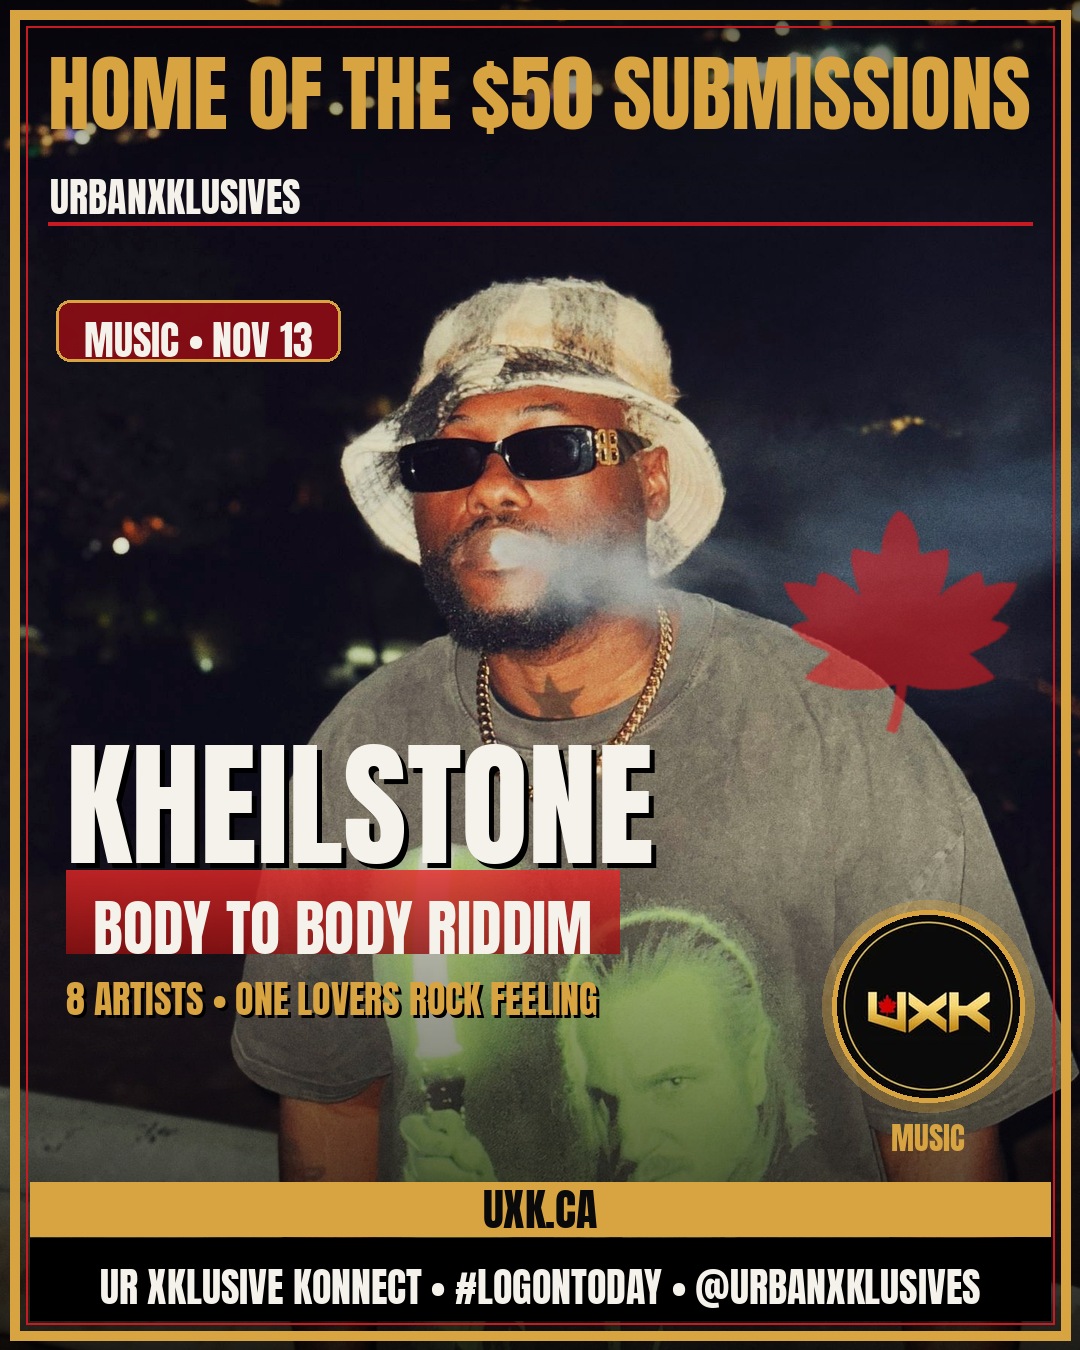 HOME OF THE $50 SUBMISSIONS
URBANXKLUSIVES
MUSIC • NOV 13
KHEILSTONE
BODY TO BODY RIDDIM
8 ARTISTS • ONE LOVERS ROCK FEELING
UXK
MUSIC
UXK.CA
UR XKLUSIVE KONNECT • #LOGONTODAY • @URBANXKLUSIVES